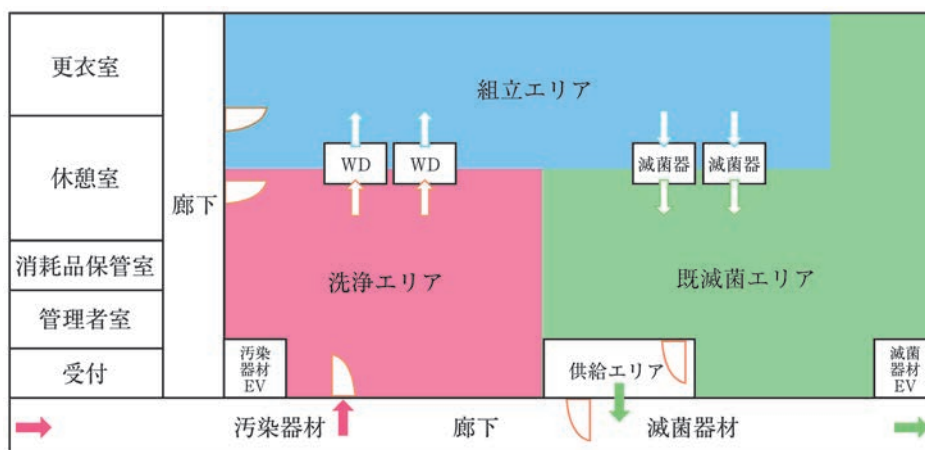 更衣室
休憩室
消耗品保管室
管理者室
受付
廊下
組立エリア
WD
WD
滅菌器
滅菌器
洗浄エリア
既滅菌エリア
汚染
器材
EV
供給エリア
滅菌
器材
EV
汚染器材
廊下
滅菌器材